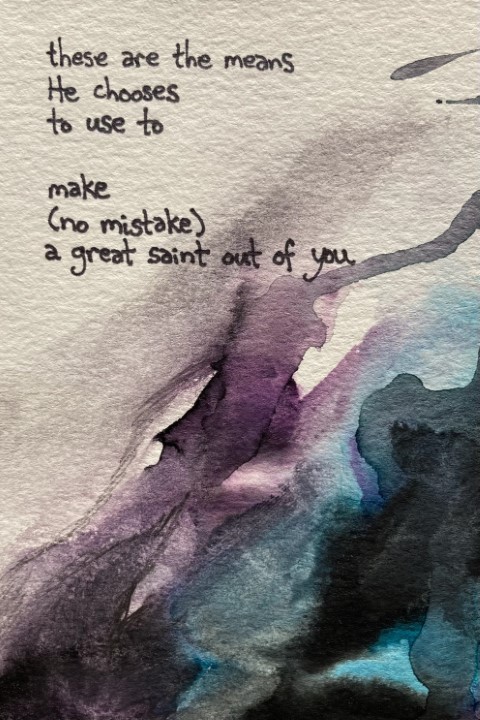 these are the means
He chooses
to use to
make
(no mistake)
a great saint out of you